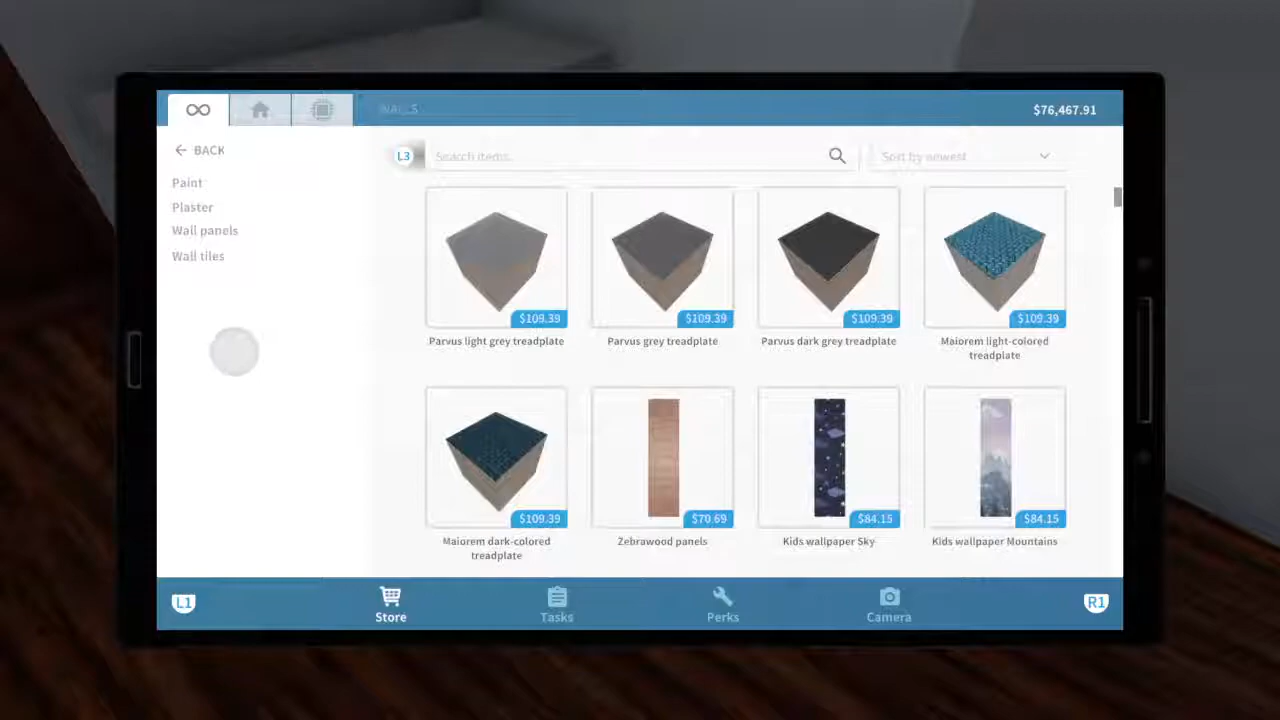 ∞
WALLS
$76,467.91
BACK
L3
Search items...
Sort by newest
Paint
Plaster
Wall panels
Wall tiles
$109.39
$109.39
$109.39
$109.39
Parvus light grey treadplate
Parvus grey treadplate
Parvus dark grey treadplate
Maiorem light-colored
treadplate
$109.39
$70.69
$84.15
$84.15
Maiorem dark-colored
treadplate
Zebrawood panels
Kids wallpaper Sky
Kids wallpaper Mountains
L1
Store
Tasks
Perks
Camera
R1